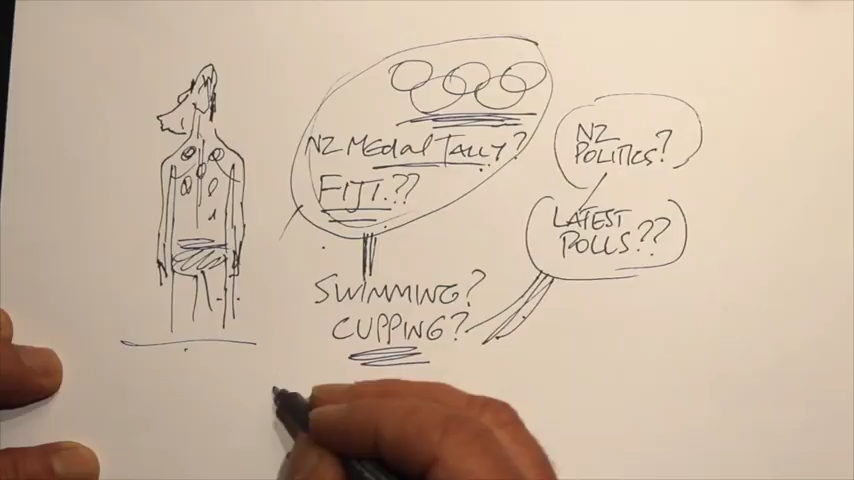 NZ MEDAL TALLY?
FIJI.??
NZ
POLITICS?
LATEST
POLLS??
SWIMMING?
CUPPING?